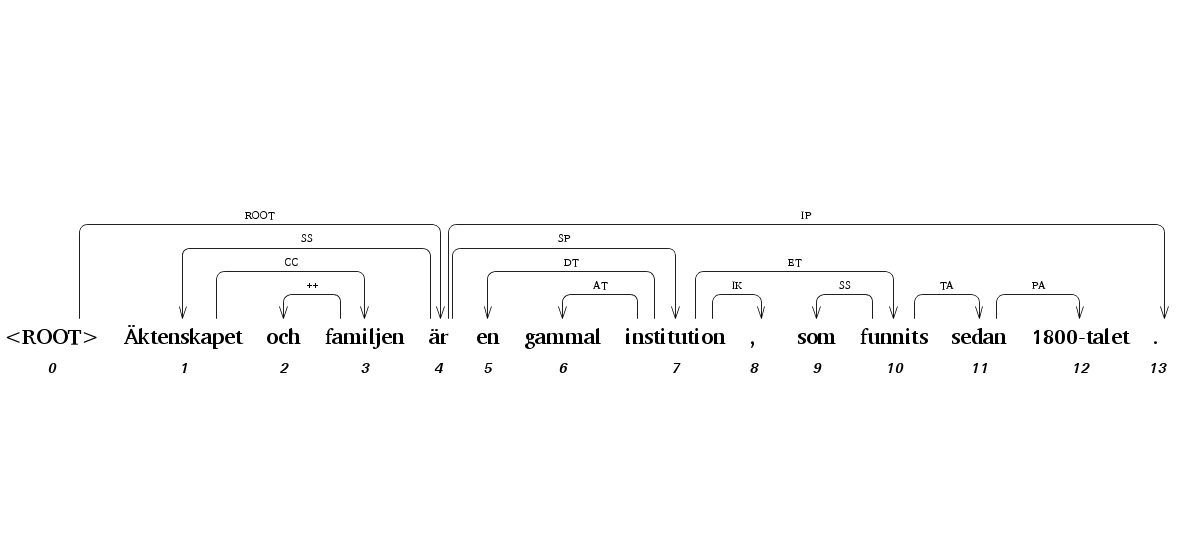 ROOT IP
SS SP
CC DT ET
++ AT IK SS TA PA
<ROOT> Äktenskapet och familjen är en gammal institution , som funnits sedan 1800-talet .
0 1 2 3 4 5 6 7 8 9 10 11 12 13